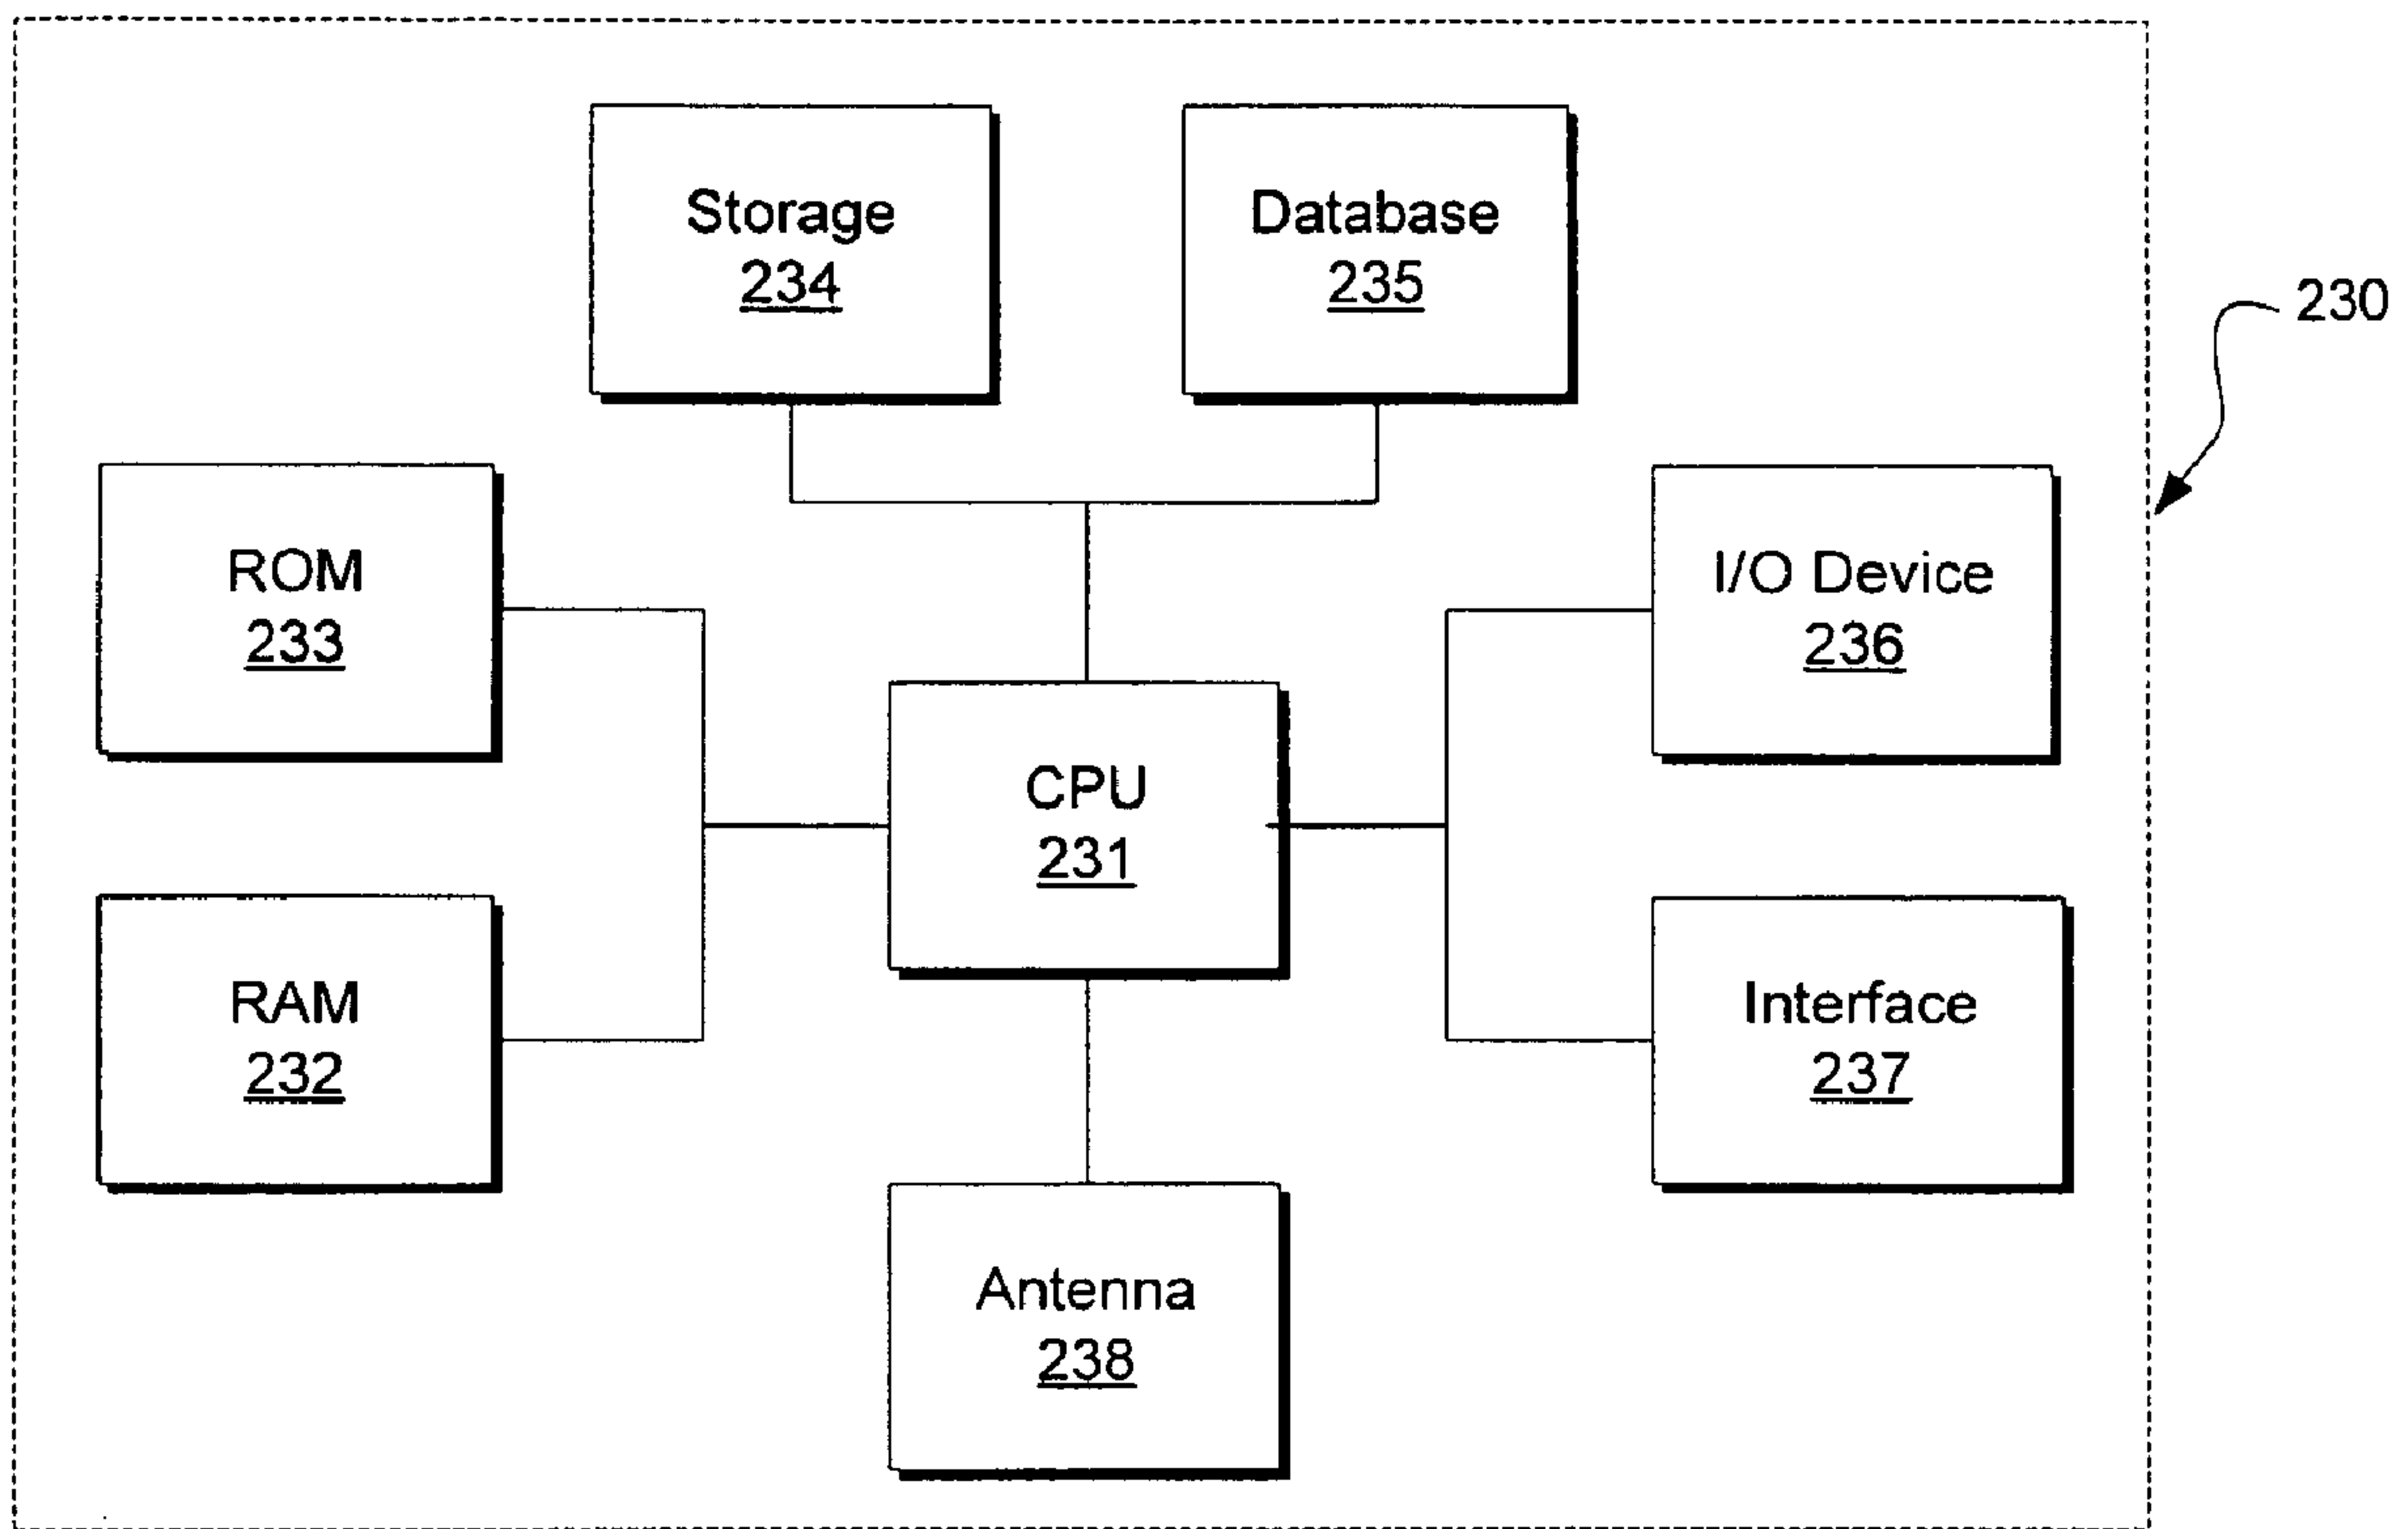 Storage
234
Database
235
230
ROM
233
I/O Device
236
CPU
231
RAM
232
Interface
237
Antenna
238